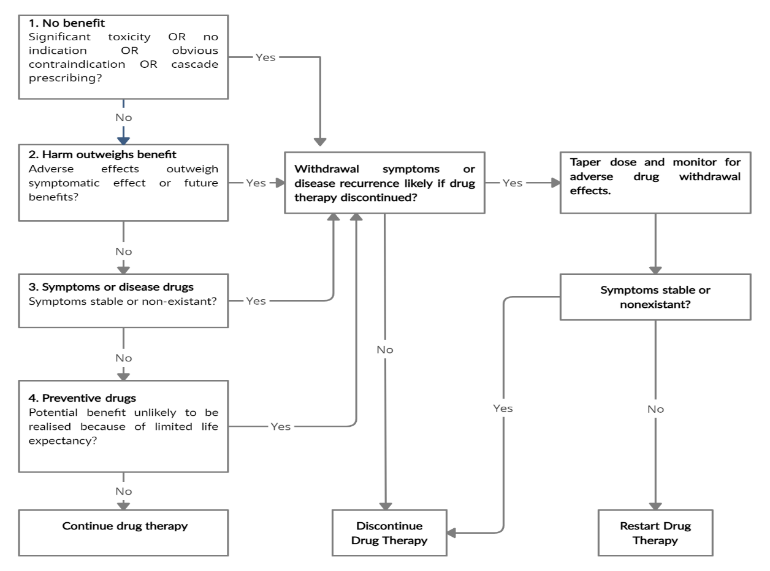 1. No benefit
Significant toxicity OR no
indication OR obvious
contraindication OR cascade
prescribing?
Yes
No
2. Harm outweighs benefit
Adverse effects outweigh
symptomatic effect or future
benefits?
Yes
Withdrawal symptoms or
disease recurrence likely if drug
therapy discontinued?
Yes
Taper dose and monitor for
adverse drug withdrawal
effects.
No
3. Symptoms or disease drugs
Symptoms stable or non-existant?
Yes
Symptoms stable or
nonexistant?
No
No
4. Preventive drugs
Potential benefit unlikely to be
realised because of limited life
expectancy?
Yes
Yes
No
No
Continue drug therapy
Discontinue
Drug Therapy
Restart Drug
Therapy